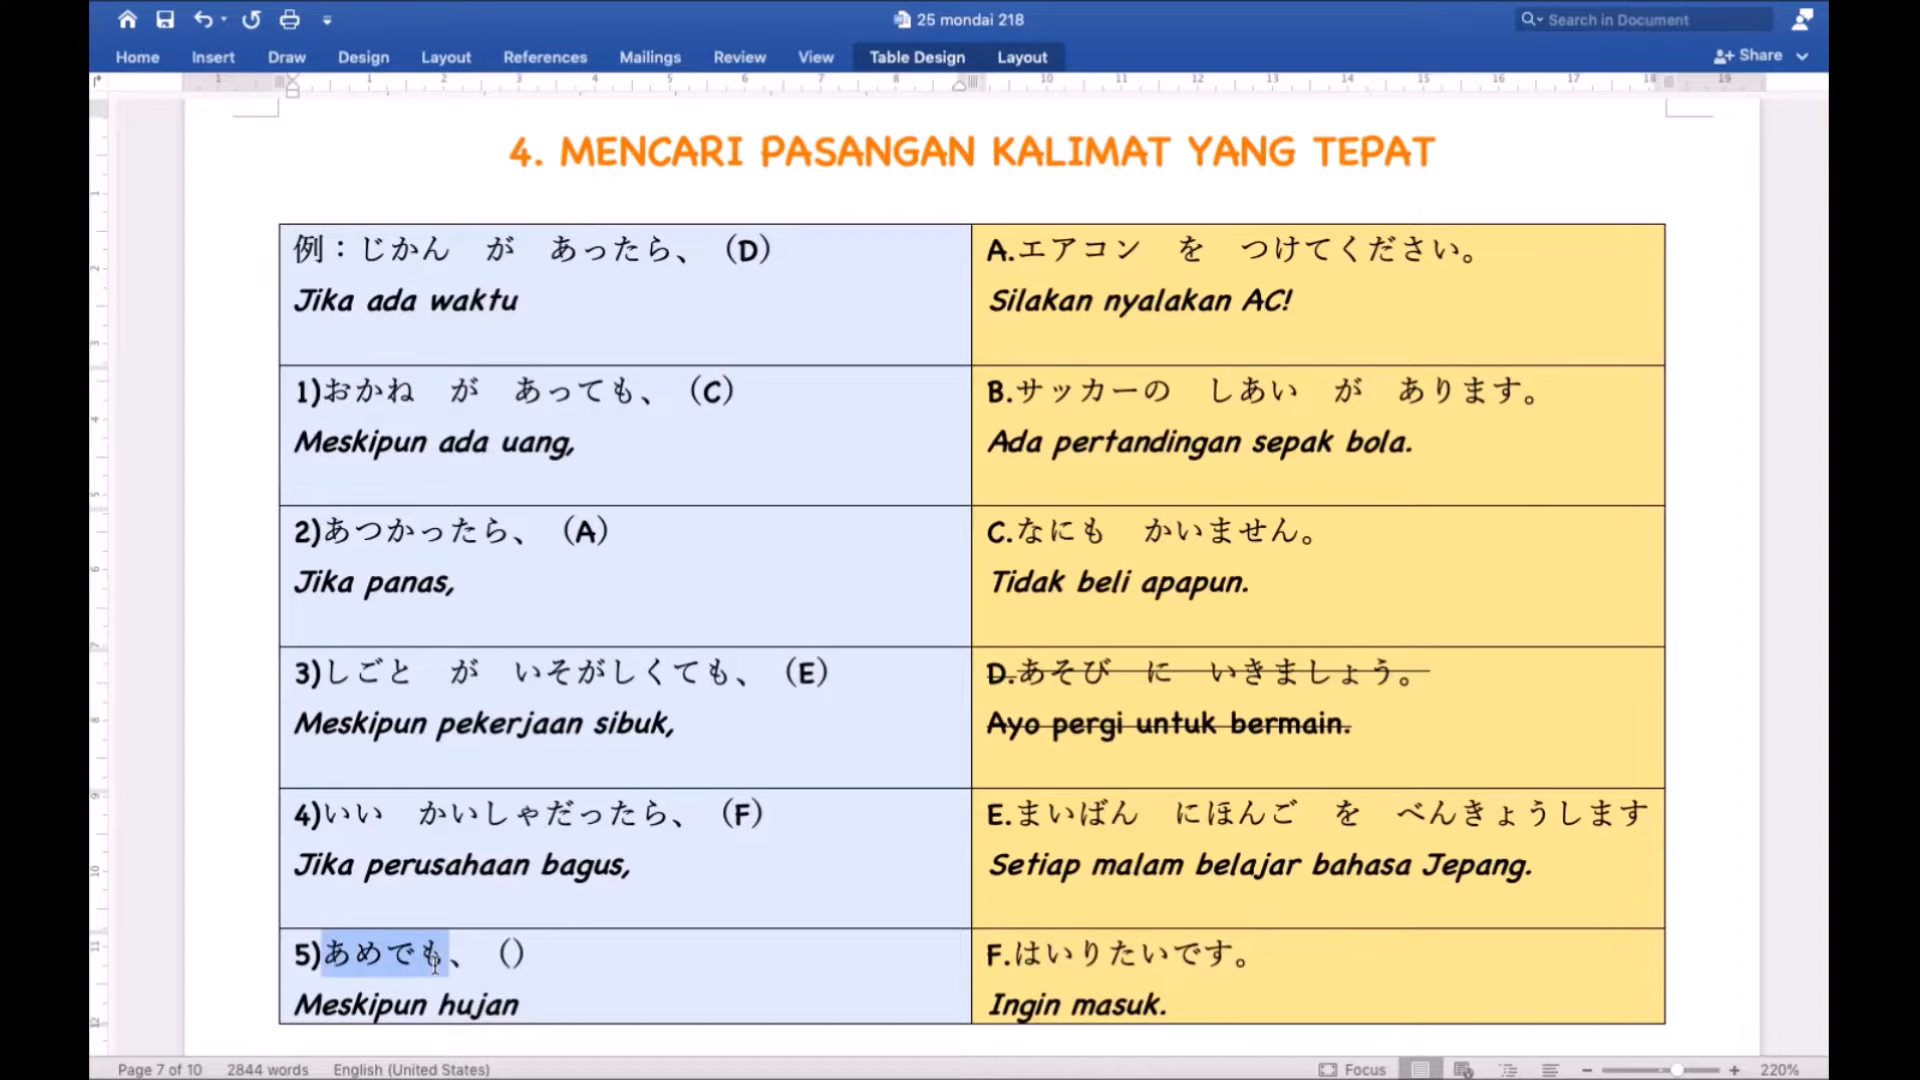 25 mondai 218
Search in Document
Home Insert Draw Design Layout References Mailings Review View Table Design Layout
Share
4. MENCARI PASANGAN KALIMAT YANG TEPAT
例：じかん　が　あったら、（D）
Jika ada waktu
A.エアコン　を　つけてください。
Silakan nyalakan AC!
1)おかね　が　あっても、（C）
Meskipun ada uang,
B.サッカーの　しあい　が　あります。
Ada pertandingan sepak bola.
2)あつかったら、（A）
Jika panas,
C.なにも　かいません。
Tidak beli apapun.
3)しごと　が　いそがしくても、（E）
Meskipun pekerjaan sibuk,
D.あそび　に　いきましょう。
Ayo pergi untuk bermain.
4)いい　かいしゃだったら、（F）
Jika perusahaan bagus,
E.まいばん　にほんご　を　べんきょうします
Setiap malam belajar bahasa Jepang.
5)あめでも、（）
Meskipun hujan
F.はいりたいです。
Ingin masuk.
Page 7 of 10 2844 words English (United States) Focus 220%